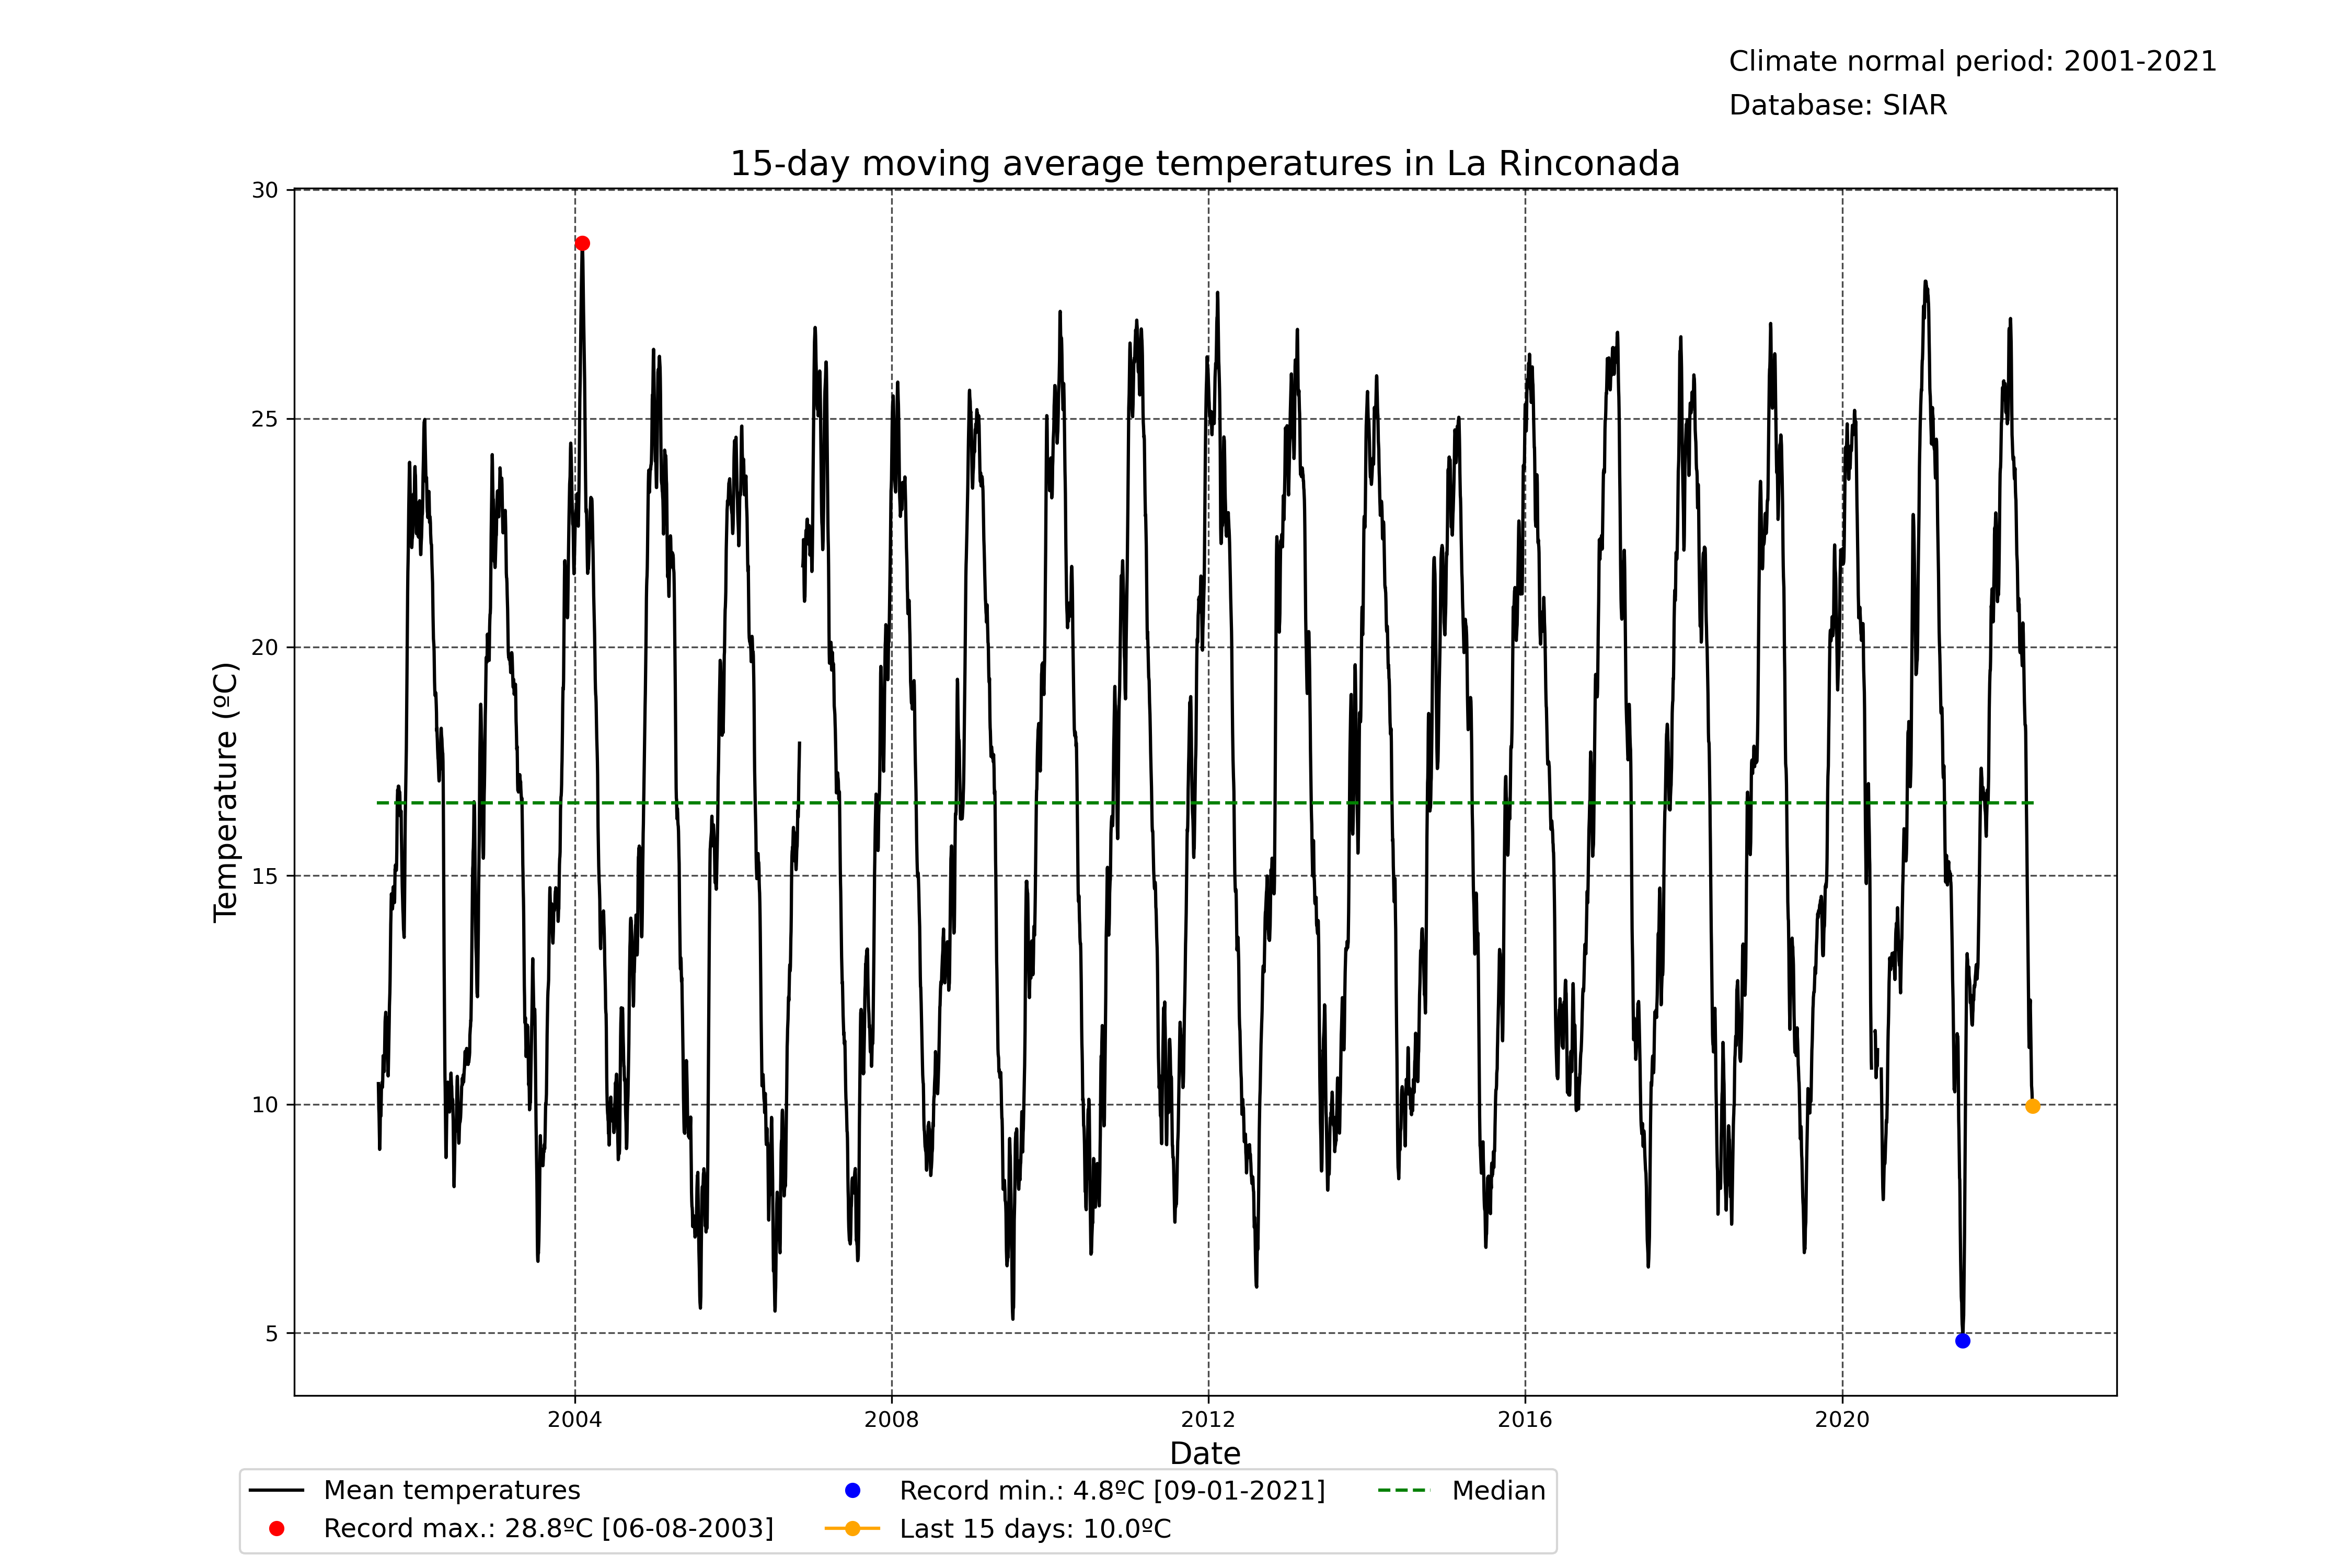 Climate normal period: 2001-2021
Database: SIAR
15-day moving average temperatures in La Rinconada
30
25
20
15
10
5
Temperature (ºC)
2004 2008 2012 2016 2020
Date
Mean temperatures
Record max.: 28.8ºC [06-08-2003]
Record min.: 4.8ºC [09-01-2021]
Last 15 days: 10.0ºC
Median